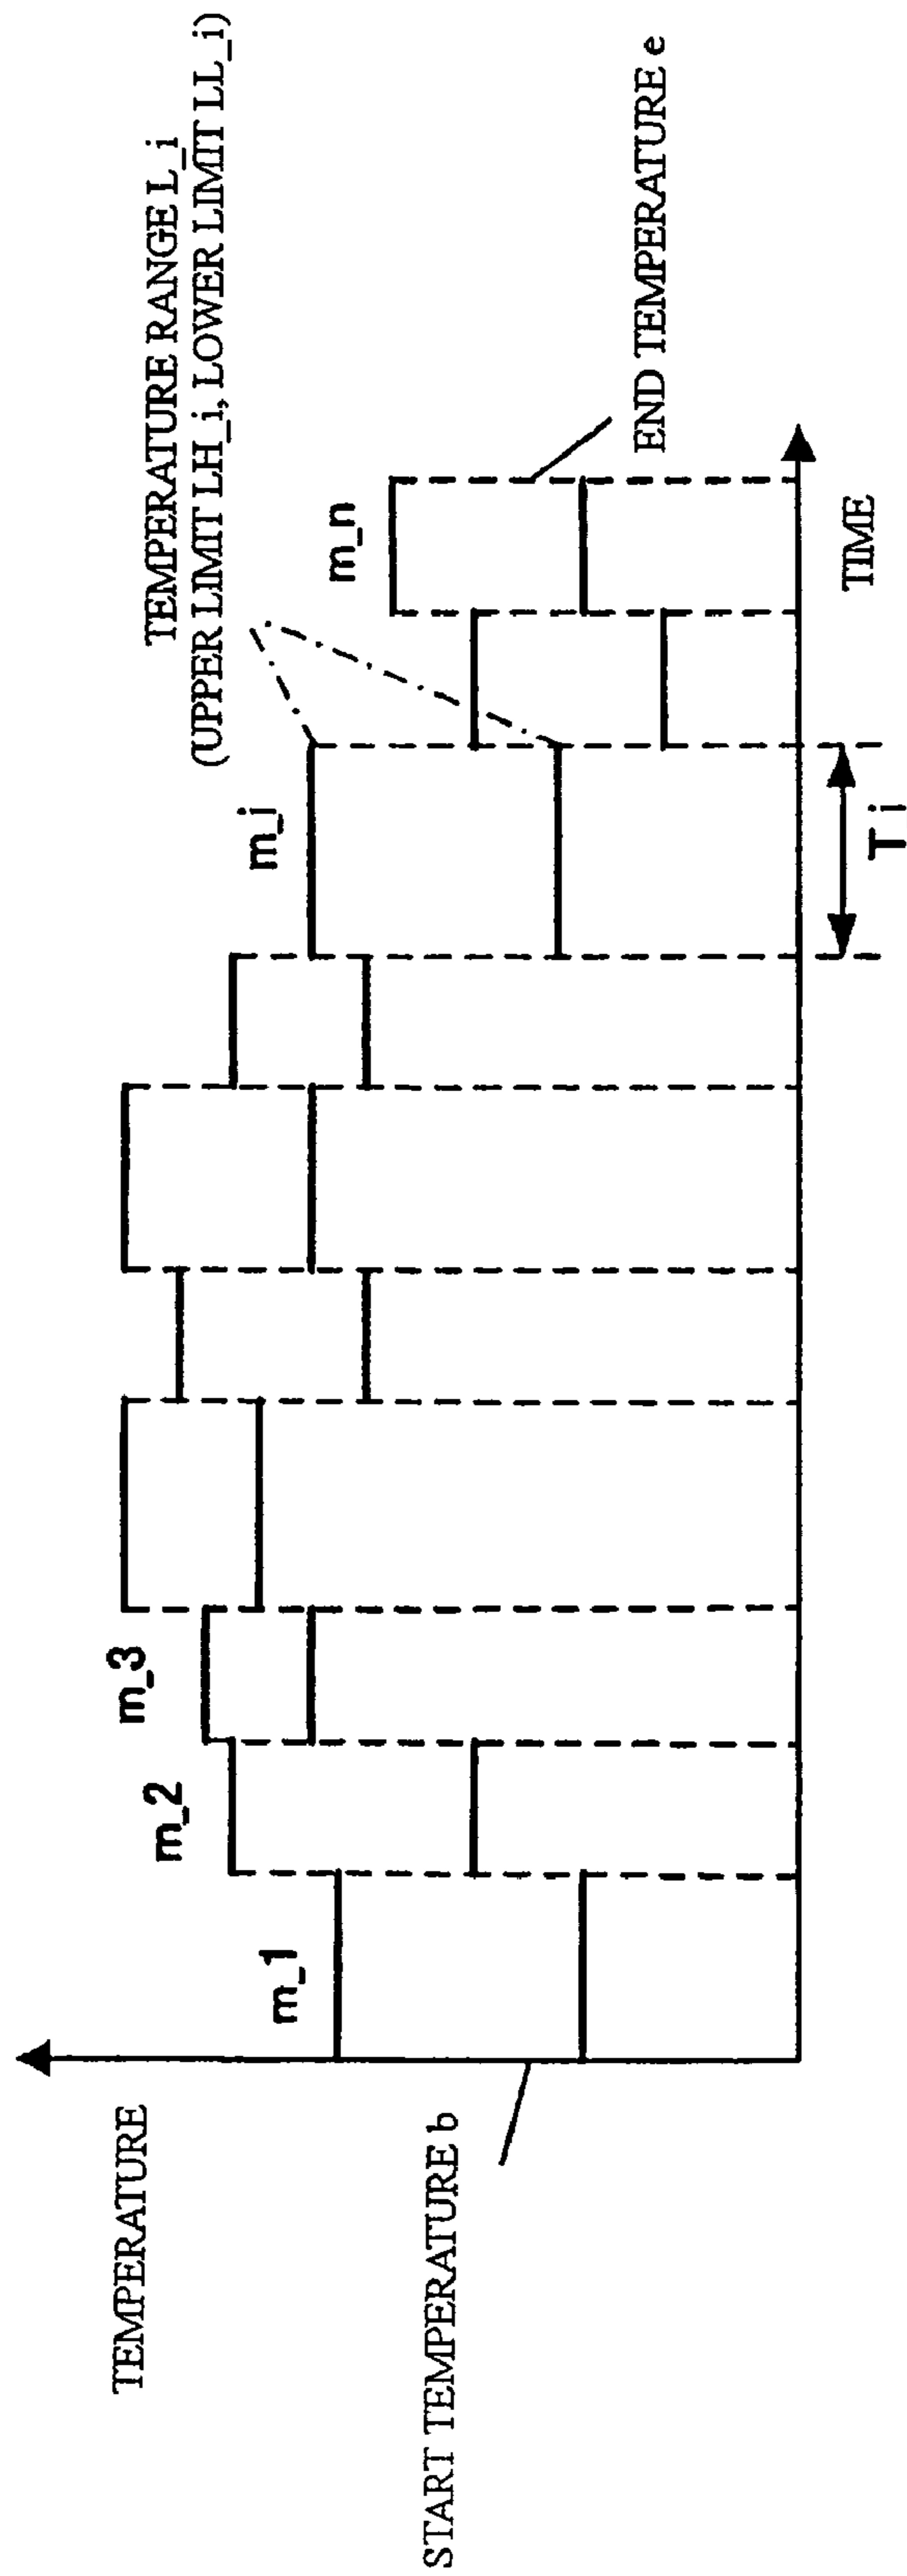 TEMPERATURE
TEMPERATURE RANGE L_i
(UPPER LIMIT LH_i, LOWER LIMIT LL_i)
m_1
m_2
m_3
m_j
m_n
START TEMPERATURE b
END TEMPERATURE e
TIME
T i